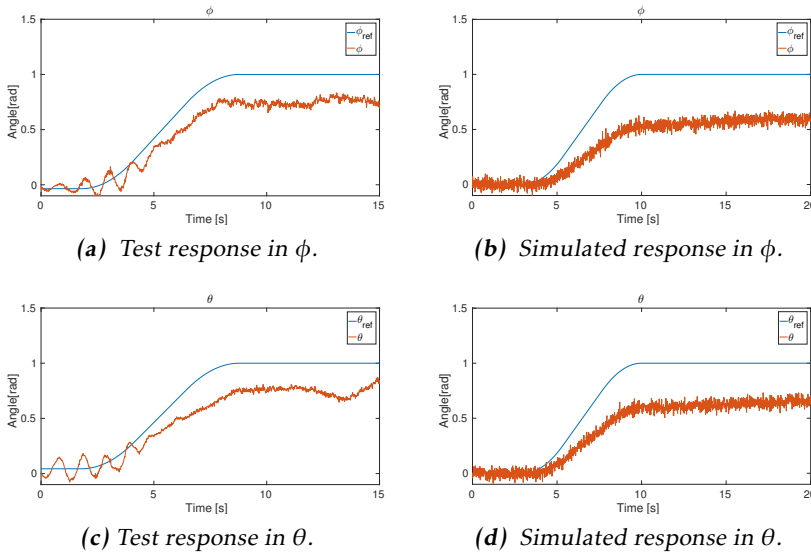 ϕ
1.5
1
0.5
0
Angle[rad]
ϕref
ϕ
0 5 10 15
Time [s]
(a) Test response in ϕ.
ϕ
1.5
1
0.5
0
Angle[rad]
ϕref
ϕ
0 5 10 15 20
Time [s]
(b) Simulated response in ϕ.
θ
1.5
1
0.5
0
Angle[rad]
θref
θ
0 5 10 15
Time [s]
(c) Test response in θ.
θ
1.5
1
0.5
0
Angle[rad]
θref
θ
0 5 10 15 20
Time [s]
(d) Simulated response in θ.